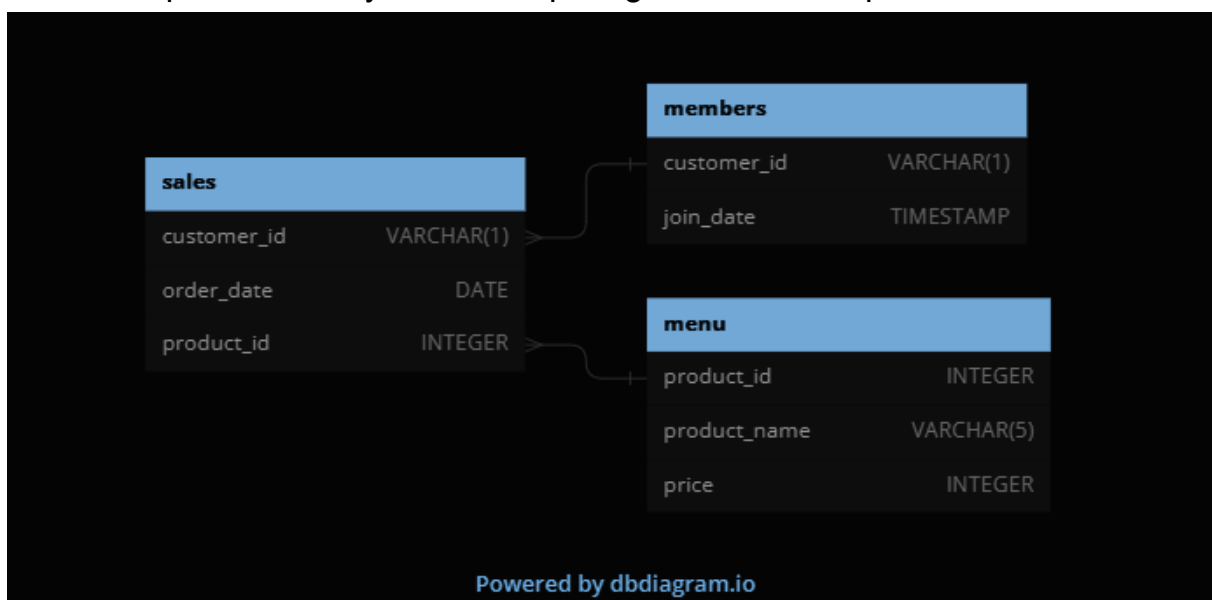 sales
customer_id VARCHAR(1)
order_date DATE
product_id INTEGER
members
customer_id VARCHAR(1)
join_date TIMESTAMP
menu
product_id INTEGER
product_name VARCHAR(5)
price INTEGER
Powered by dbdiagram.io